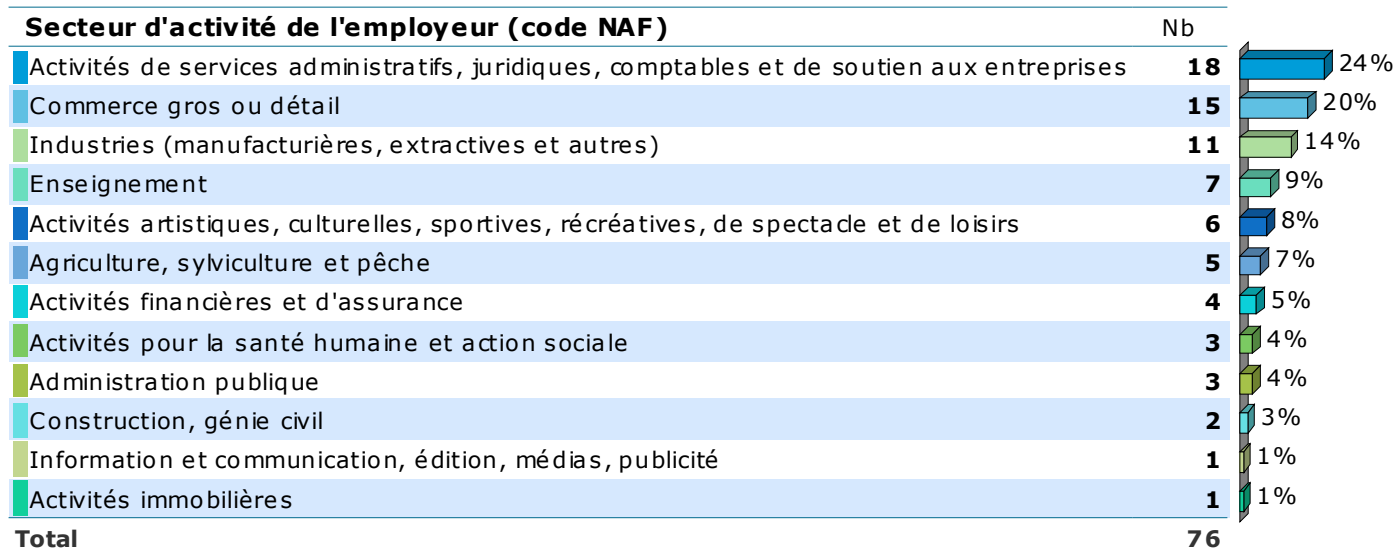 Secteur d'activité de l'employeur (code NAF) Nb
Activités de services administratifs, juridiques, comptables et de soutien aux entreprises 18 24%
Commerce gros ou détail 15 20%
Industries (manufacturières, extractives et autres) 11 14%
Enseignement 7 9%
Activités artistiques, culturelles, sportives, récréatives, de spectacle et de loisirs 6 8%
Agriculture, sylviculture et pêche 5 7%
Activités financières et d'assurance 4 5%
Activités pour la santé humaine et action sociale 3 4%
Administration publique 3 4%
Construction, génie civil 2 3%
Information et communication, édition, médias, publicité 1 1%
Activités immobilières 1 1%
Total 76